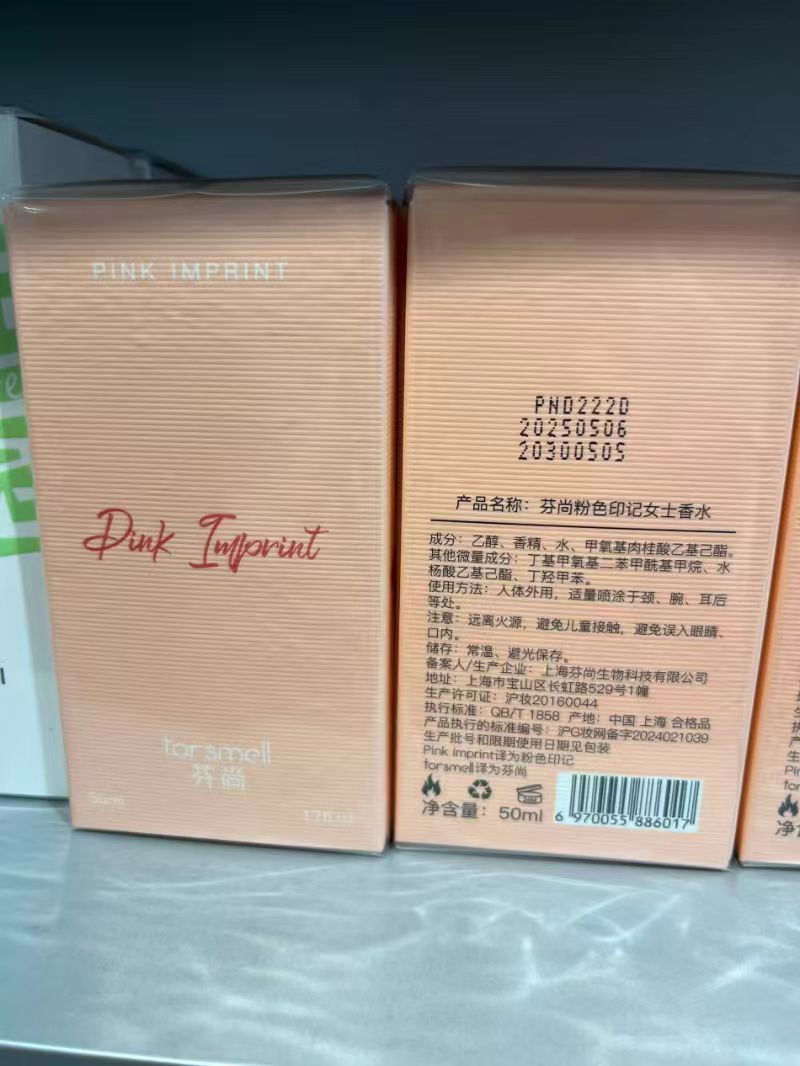 PINK IMPRINT
Pink Imprint
for smell
芬尚
50ml
PND222D
20250506
20300505
产品名称：芬尚粉色印记女士香水
成分：乙醇、香精、水、甲氧基肉桂酸乙基己酯。
其他微量成分：丁基甲氧基二苯甲酰基甲烷、水
杨酸乙基己酯、丁羟甲苯。
使用方法：人体外用，适量喷涂于颈、腕、耳后
等处。
注意：远离火源，避免儿童接触，避免误入眼睛、
口内。
储存：常温、避光保存。
备案人/生产企业：上海芬尚生物科技有限公司
地址：上海市宝山区长虹路529号1幢
生产许可证：沪妆20160044
执行标准：QB/T 1858 产地：中国 上海 合格品
产品执行的标准编号：沪G妆网备字2024021039
生产批号和限期使用日期见包装
Pink Imprint译为粉色印记
for smell译为芬尚
净含量：50ml
6 970055 886017